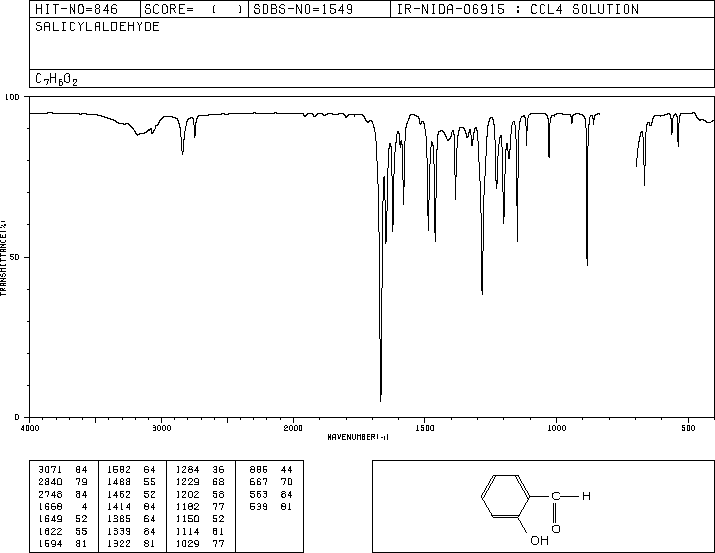 HIT-NO=846 SCORE= ( ) SDBS-NO=1549 IR-NIDA-06915 : CCL4 SOLUTION
SALICYLALDEHYDE
C7H6O2
100
TRANSMITTANCE(%)
50
0
4000 3000 2000 1500 1000 500
WAVENUMBER(-1)
3071 84 1582 64 1284 36 885 44
2840 79 1488 55 1229 68 667 70
2748 84 1462 52 1202 58 563 84
1668 4 1414 84 1182 77 539 81
1649 52 1385 64 1150 52
1622 55 1339 84 1114 81
1594 81 1322 81 1029 77
C H
O
OH